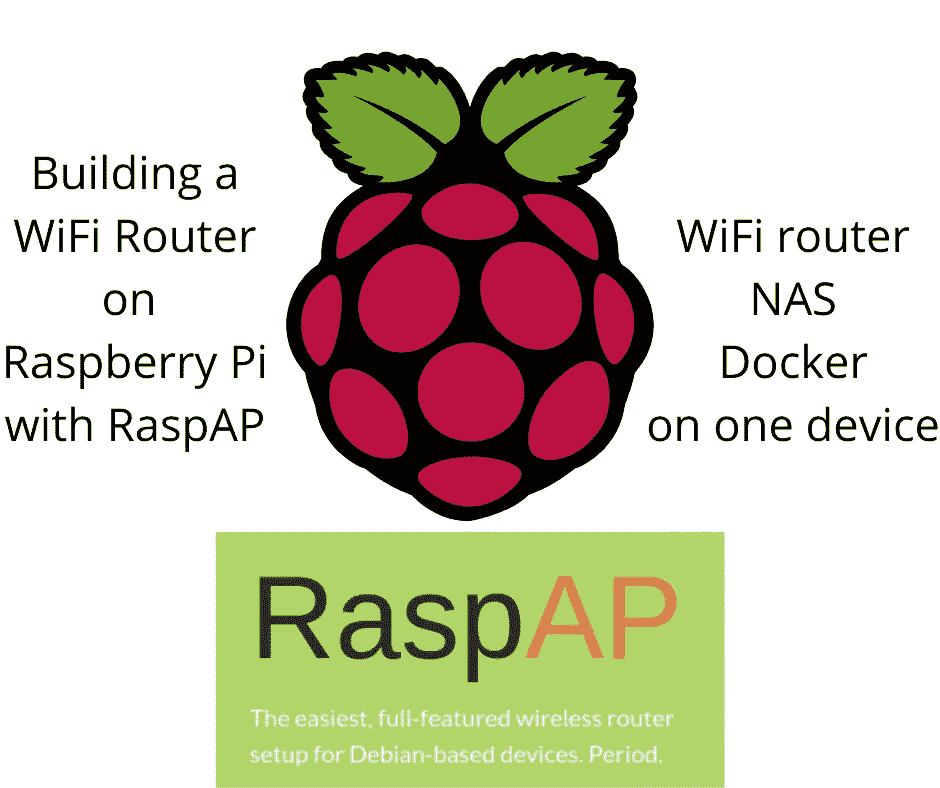 Building a
WiFi Router
on
Raspberry Pi
with RaspAP
WiFi router
NAS
Docker
on one device
RaspAP
The easiest, full-featured wireless router
setup for Debian-based devices. Period.